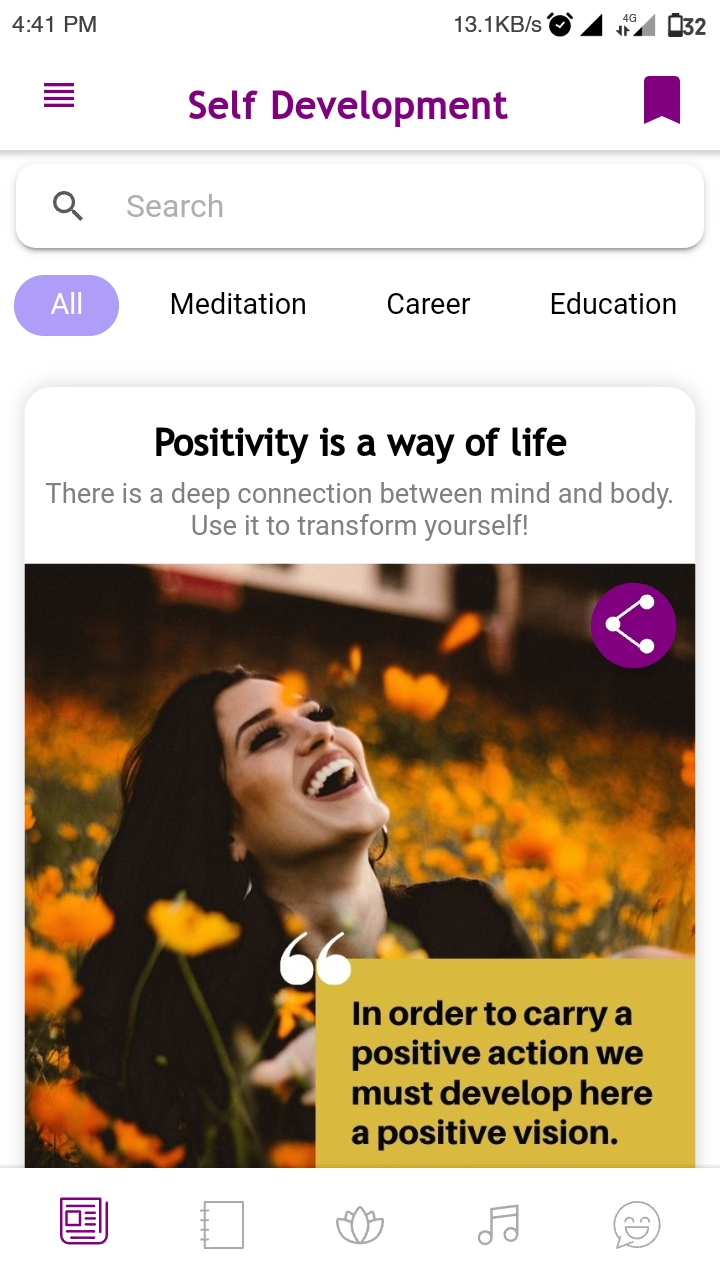 4:41 PM 13.1KB/s 4G 32
Self Development
Search
All Meditation Career Education
Positivity is a way of life
There is a deep connection between mind and body.
Use it to transform yourself!
In order to carry a
positive action we
must develop here
a positive vision.